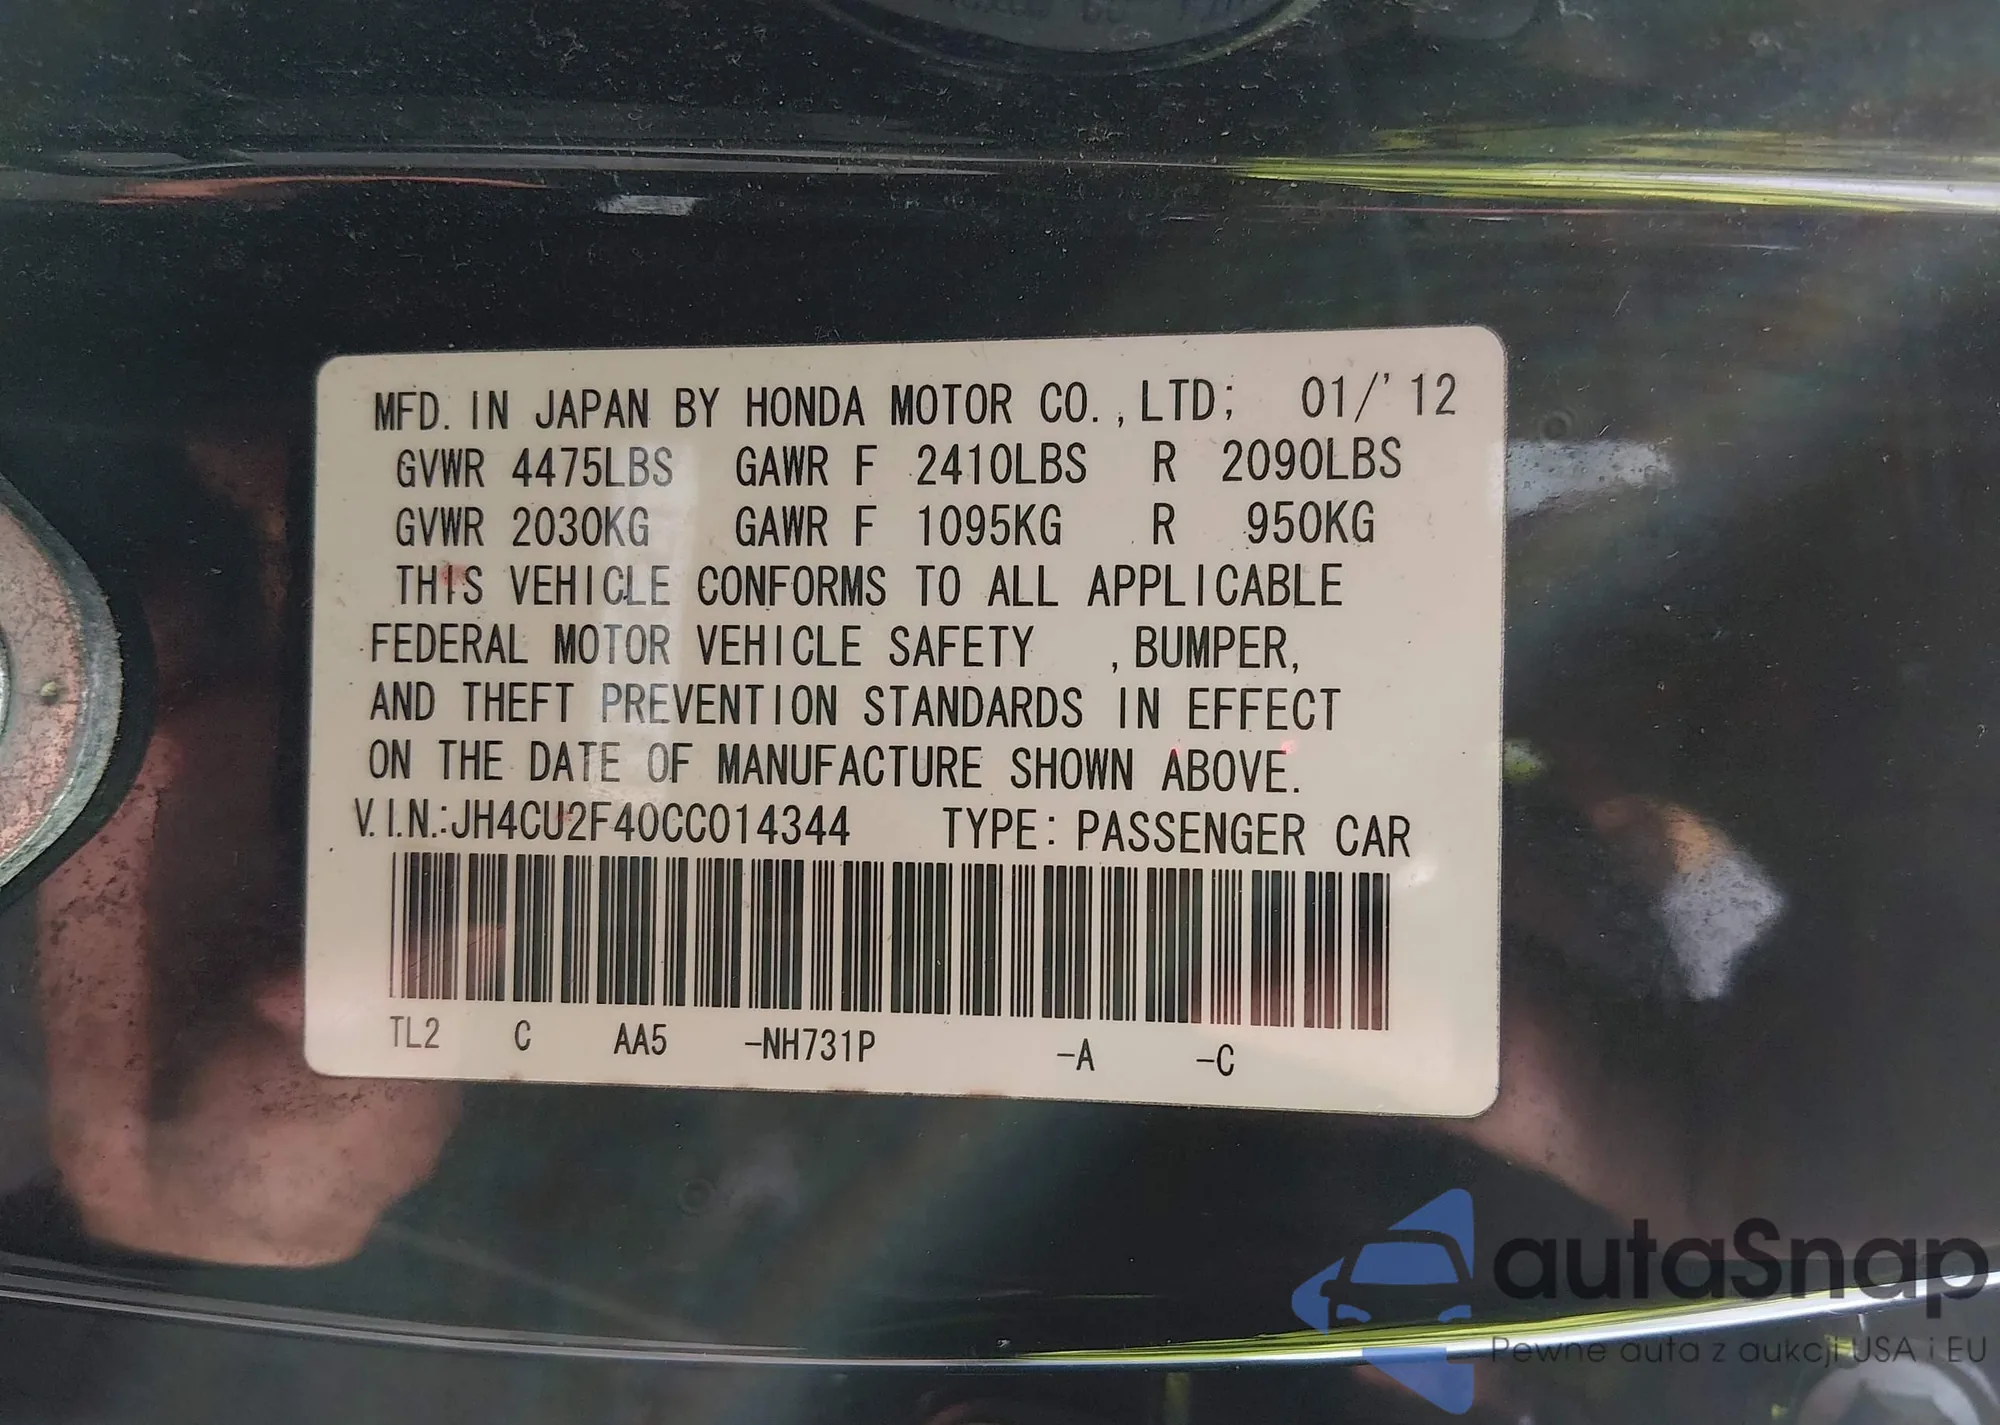 MFD. IN JAPAN BY HONDA MOTOR CO.,LTD; 01/'12
GVWR 4475LBS GAWR F 2410LBS R 2090LBS
GVWR 2030KG GAWR F 1095KG R 950KG
THIS VEHICLE CONFORMS TO ALL APPLICABLE
FEDERAL MOTOR VEHICLE SAFETY ,BUMPER,
AND THEFT PREVENTION STANDARDS IN EFFECT
ON THE DATE OF MANUFACTURE SHOWN ABOVE.
V.I.N.:JH4CU2F40CC014344 TYPE: PASSENGER CAR
TL2 C AA5 -NH731P -A -C
autaSnap
Pewne auta z aukcji USA i EU